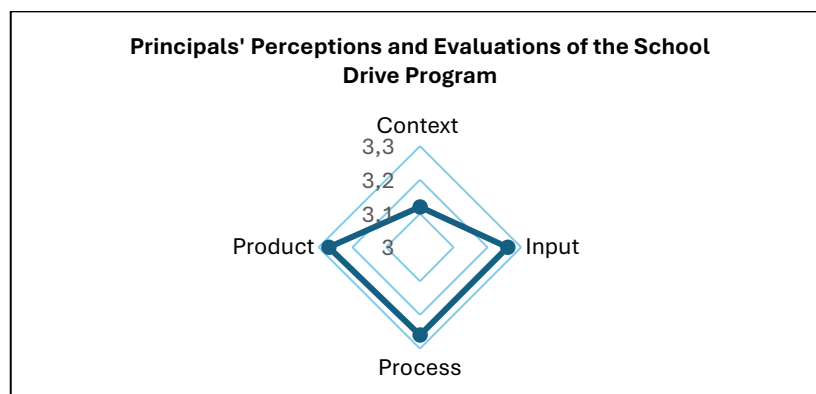 Principals' Perceptions and Evaluations of the School
Drive Program
Context
3,3
3,2
3,1
Product
3
Input
Process